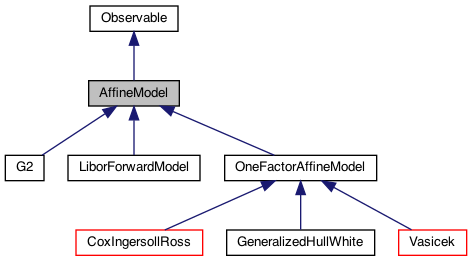 Observable
AffineModel
G2
LiborForwardModel
OneFactorAffineModel
CoxIngersollRoss
GeneralizedHullWhite
Vasicek